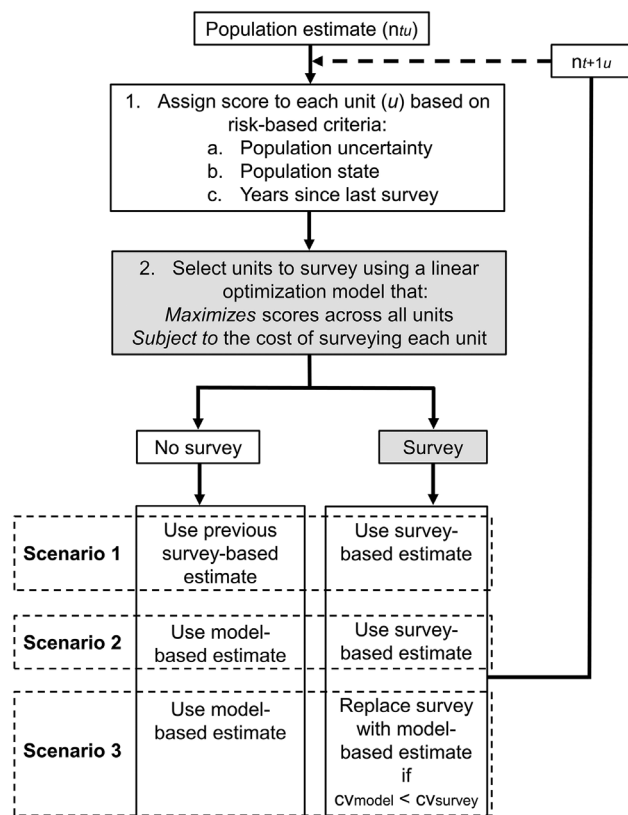 Population estimate (ntu)
nt+1u
1. Assign score to each unit (u) based on
risk-based criteria:
a. Population uncertainty
b. Population state
c. Years since last survey
2. Select units to survey using a linear
optimization model that:
Maximizes scores across all units
Subject to the cost of surveying each unit
No survey
Survey
Scenario 1
Use previous
survey-based
estimate
Use survey-
based estimate
Scenario 2
Use model-
based estimate
Use survey-
based estimate
Scenario 3
Use model-
based estimate
Replace survey
with model-
based estimate
if
CVmodel < CVsurvey